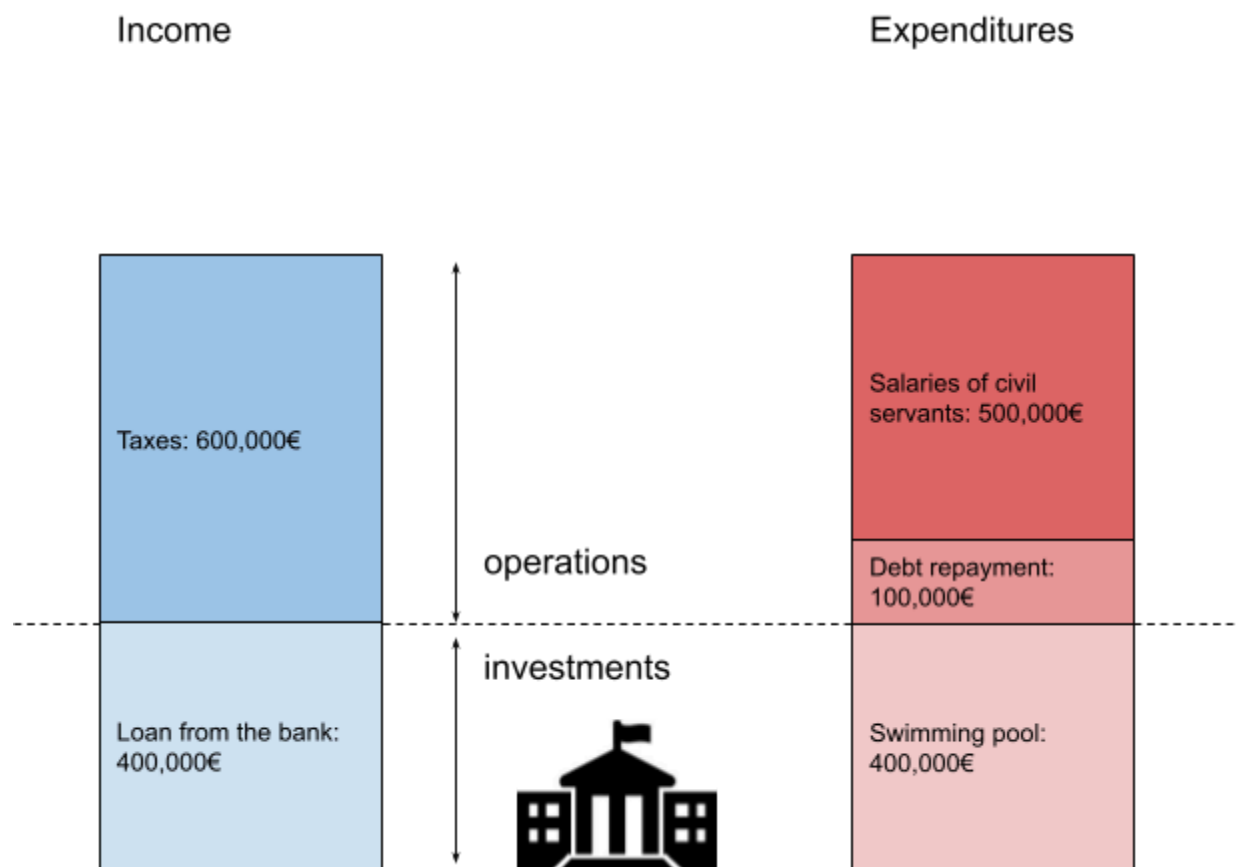 Income
Expenditures
Taxes: 600,000€
Salaries of civil
servants: 500,000€
operations
Debt repayment:
100,000€
investments
Loan from the bank:
400,000€
Swimming pool:
400,000€